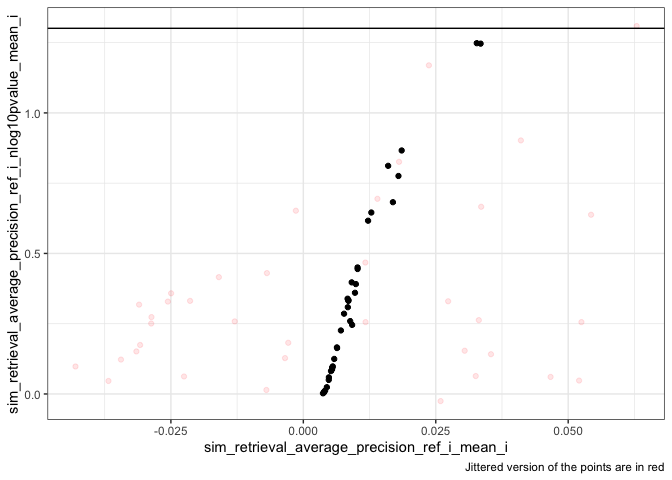 sim_retrieval_average_precision_ref_i_nlog10pvalue_mean_i
1.0
0.5
0.0
-0.025
0.000
0.025
0.050
sim_retrieval_average_precision_ref_i_mean_i
Jittered version of the points are in red